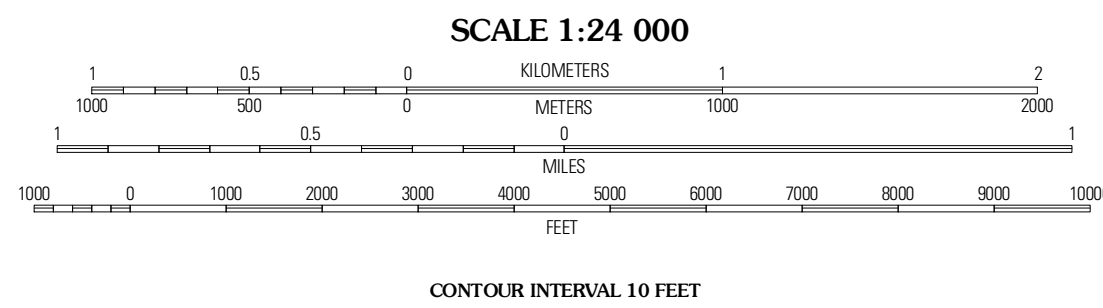 SCALE 1:24 000
1 0.5 0 KILOMETERS 1 2
1000 500 0 METERS 1000 2000
1 0.5 0 1
MILES
1000 0 1000 2000 3000 4000 5000 6000 7000 8000 9000 1000
FEET
CONTOUR INTERVAL 10 FEET